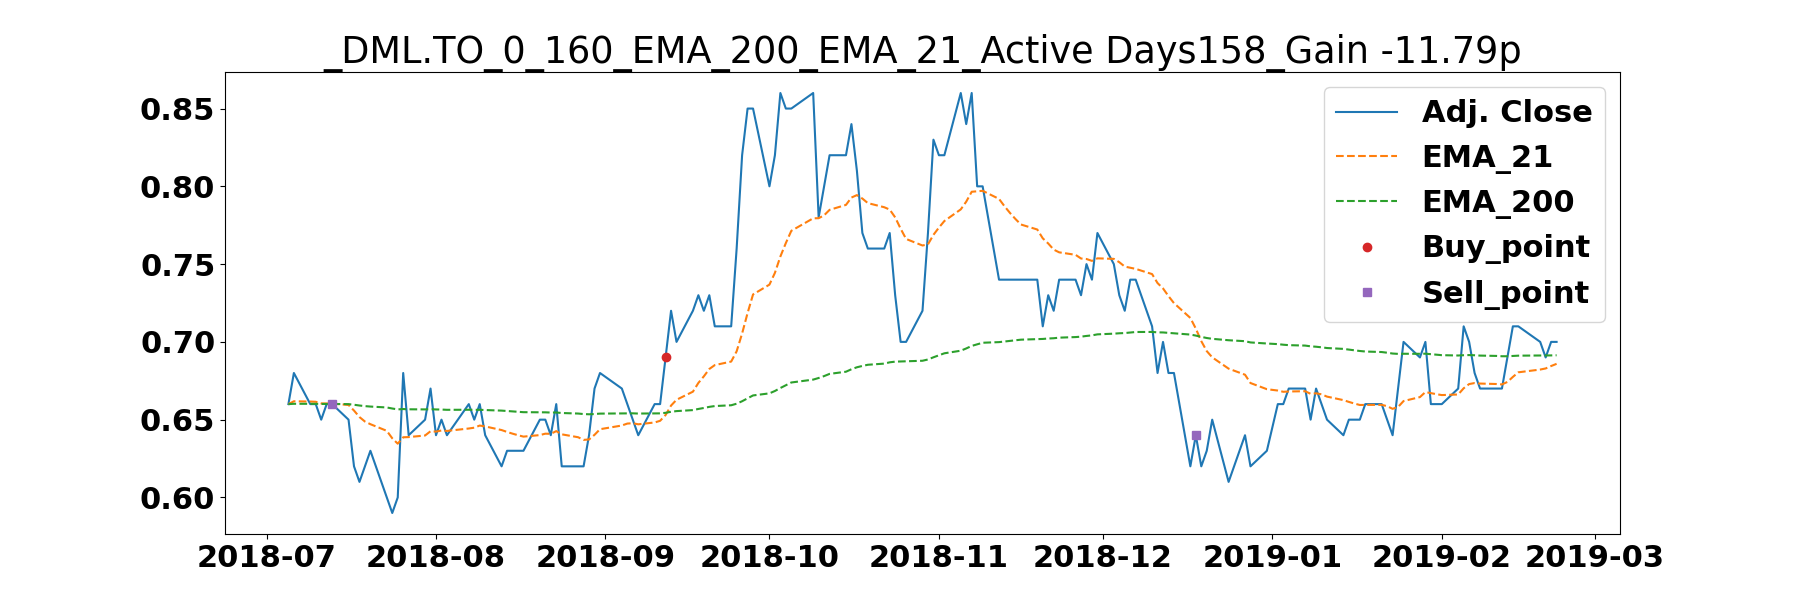 _DML.TO_0_160_EMA_200_EMA_21_Active Days158_Gain -11.79p
0.85
0.80
0.75
0.70
0.65
0.60
Adj. Close
EMA_21
EMA_200
Buy_point
Sell_point
2018-07 2018-08 2018-09 2018-10 2018-11 2018-12 2019-01 2019-02 2019-03